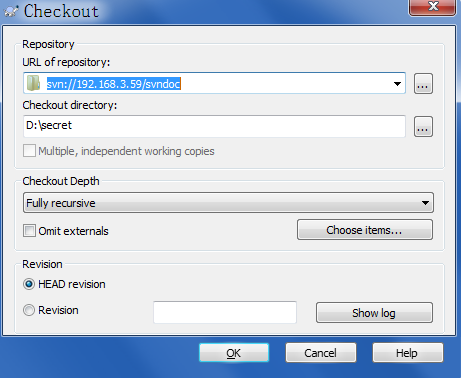 Checkout
Repository
URL of repository:
svn://192.168.3.59/svndoc
...
Checkout directory:
D:\secret
...
Multiple, independent working copies
Checkout Depth
Fully recursive
Omit externals
Choose items...
Revision
HEAD revision
Revision
Show log
OK
Cancel
Help